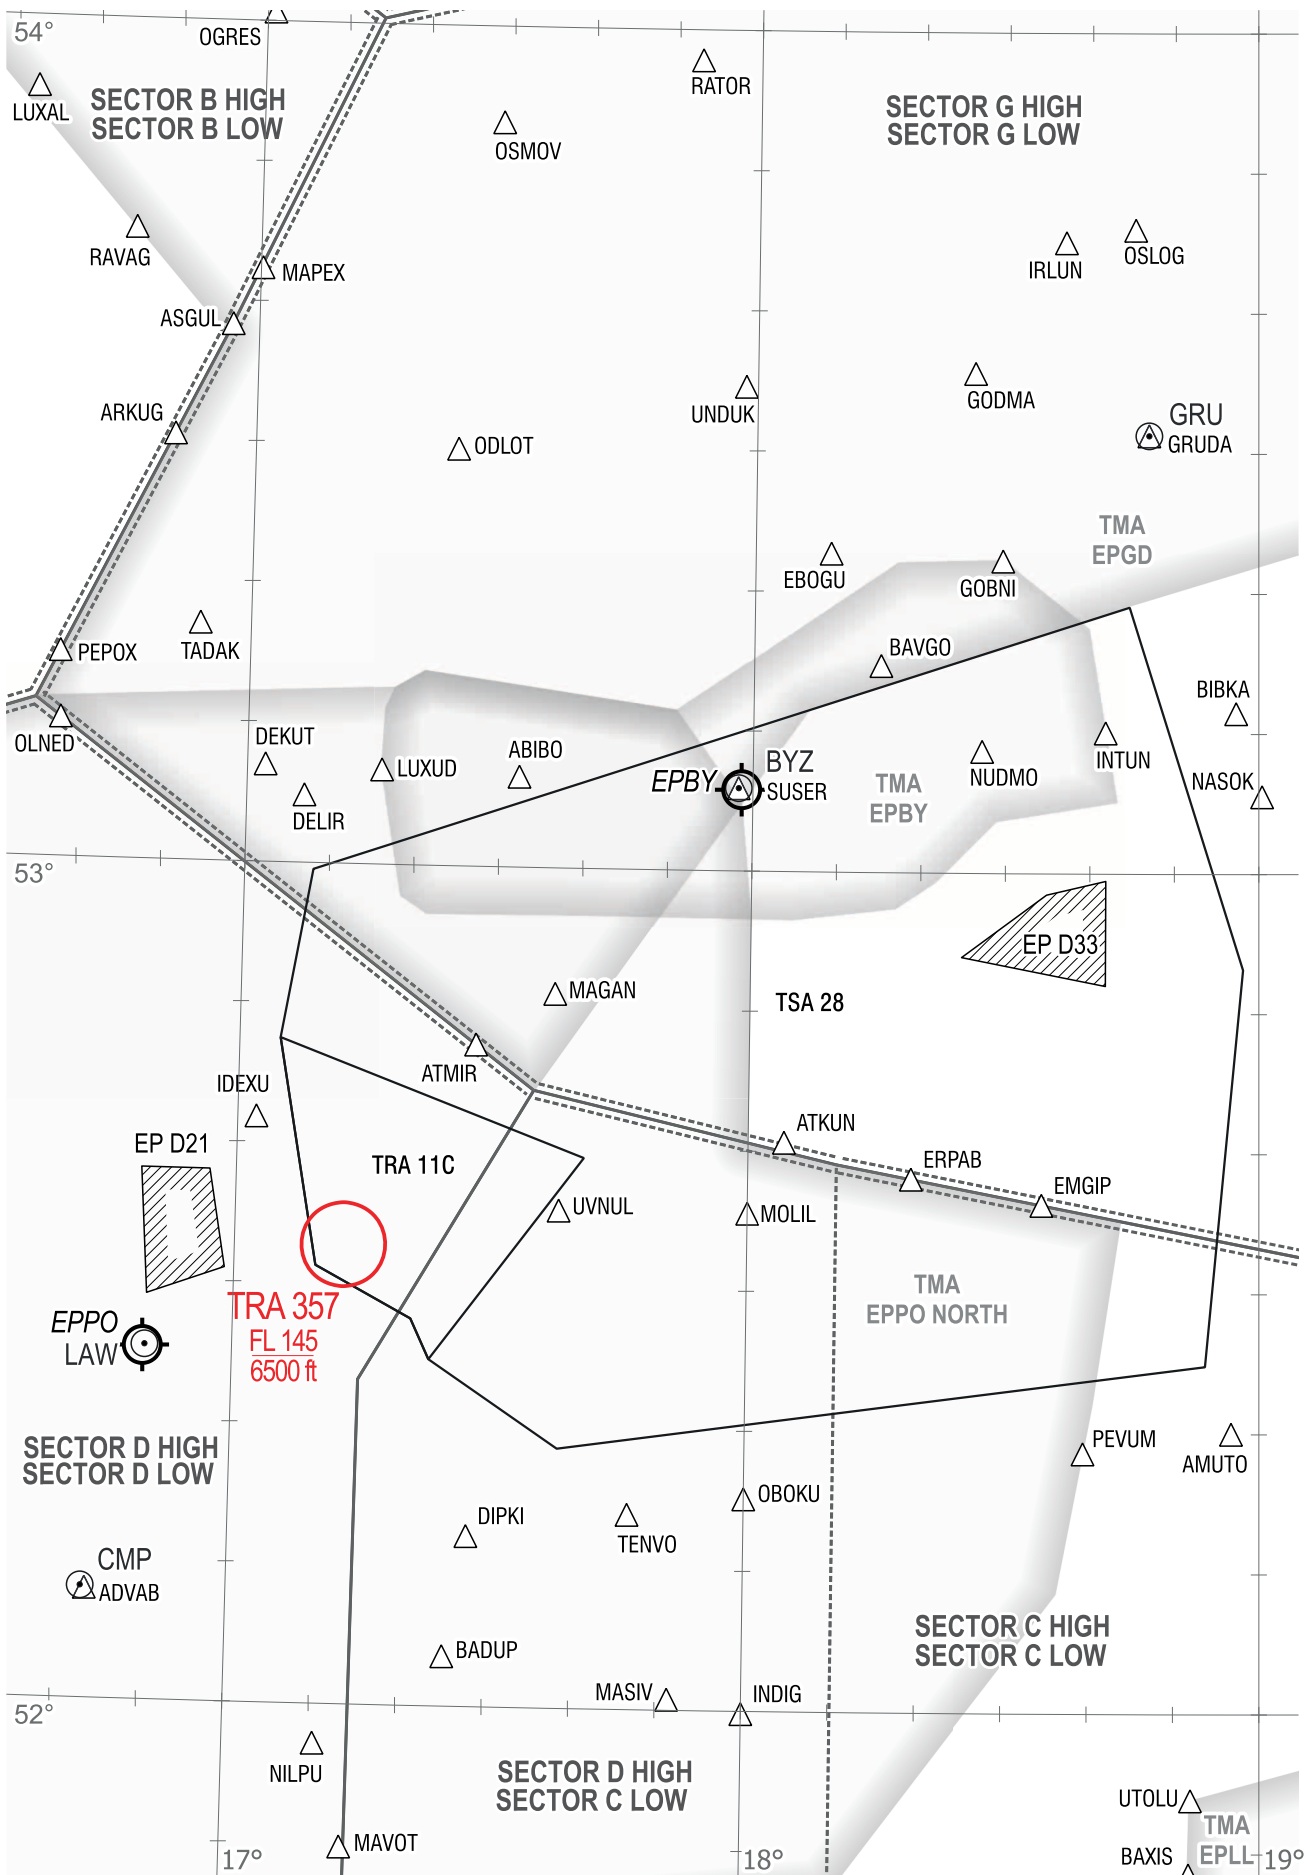 54°
OGRES
LUXAL
SECTOR B HIGH
SECTOR B LOW
RATOR
OSMOV
SECTOR G HIGH
SECTOR G LOW
RAVAG
MAPEX
IRLUN
OSLOG
ASGUL
ARKUG
UNDUK
GODMA
GRU
GRUDA
ODLOT
TMA
EPGD
EBOGU
GOBNI
PEPOX
TADAK
BAVGO
BIBKA
OLNED
DEKUT
LUXUD
ABIBO
DELIR
EPBY
BYZ
SUSER
TMA
EPBY
NUDMO
INTUN
NASOK
53°
EP D33
MAGAN
TSA 28
ATMIR
IDEXU
EP D21
TRA 11C
ATKUN
ERPAB
EMGIP
UVNUL
MOLIL
TRA 357
FL 145
6500 ft
TMA
EPPO NORTH
EPPO
LAW
SECTOR D HIGH
SECTOR D LOW
PEVUM
AMUTO
OBOKU
DIPKI
TENVO
CMP
ADVAB
BADUP
SECTOR C HIGH
SECTOR C LOW
MASIV
INDIG
52°
NILPU
SECTOR D HIGH
SECTOR C LOW
UTOLU
TMA
EPLL
MAVOT
BAXIS
17°
18°
19°